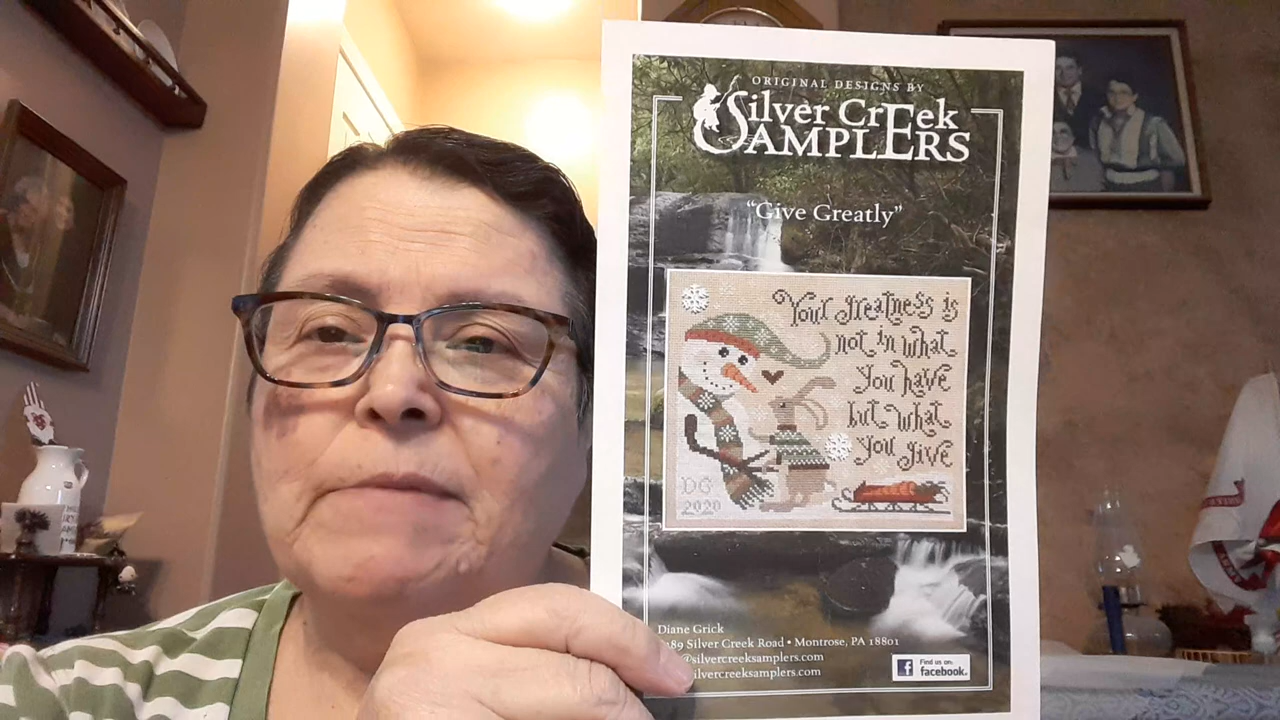 ORIGINAL DESIGNS BY
Silver CrEek
SAMPLERS
"Give Greatly"
Your greatness is
not in what
you have
but what
you give
DG
2020
Diane Grick
89 Silver Creek Road • Montrose, PA 18801
@silvercreeksamplers.com
silvercreeksamplers.com
Find us on:
facebook.